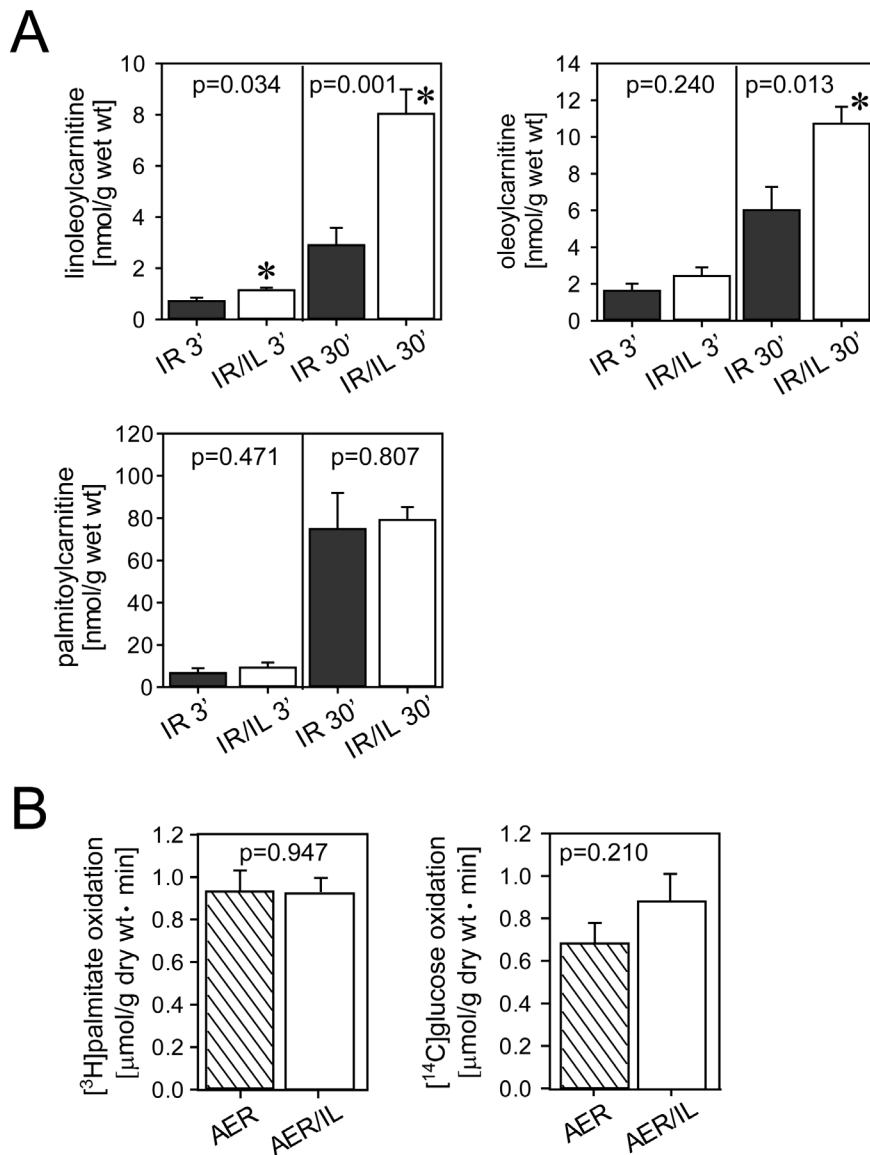 A
linoleoylcarnitine
[nmol/g wet wt]
10
8
6
4
2
0
p=0.034
p=0.001
*
*
IR 3’
IR/IL 3’
IR 30’
IR/IL 30’
oleoylcarnitine
[nmol/g wet wt]
14
12
10
8
6
4
2
0
p=0.240
p=0.013
*
IR 3’
IR/IL 3’
IR 30’
IR/IL 30’
palmitoylcarnitine
[nmol/g wet wt]
120
100
80
60
40
20
0
p=0.471
p=0.807
IR 3’
IR/IL 3’
IR 30’
IR/IL 30’
B
[³H]palmitate oxidation
[μmol/g dry wt · min]
1.2
1.0
0.8
0.6
0.4
0.2
0.0
p=0.947
AER
AER/IL
[¹⁴C]glucose oxidation
[μmol/g dry wt · min]
1.2
1.0
0.8
0.6
0.4
0.2
0.0
p=0.210
AER
AER/IL